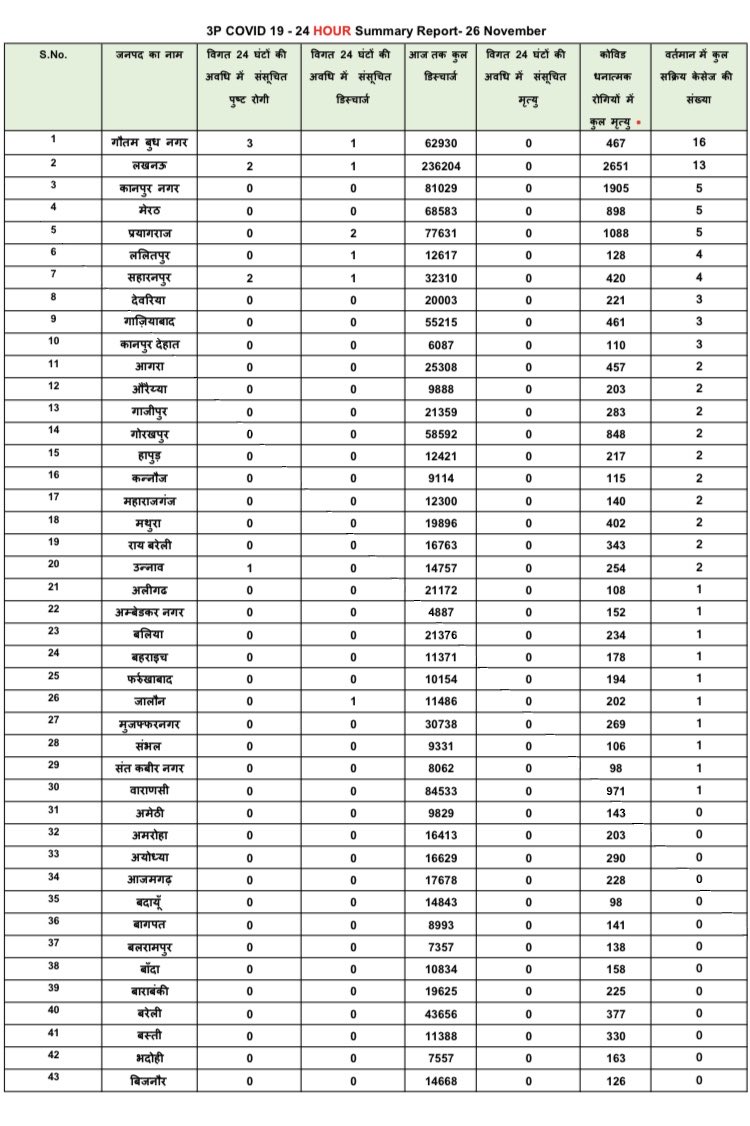 3P COVID 19 - 24 HOUR Summary Report- 26 November
S.No. जनपद का नाम विगत 24 घंटों की अवधि में संसूचित पुष्ट रोगी विगत 24 घंटों की अवधि में संसूचित डिस्चार्ज आज तक कुल डिस्चार्ज विगत 24 घंटों की अवधि में संसूचित मृत्यु कोविड धनात्मक रोगियों में कुल मृत्यु वर्तमान में कुल सक्रिय केसेज की संख्या
1 गौतम बुध नगर 3 1 62930 0 467 16
2 लखनऊ 2 1 236204 0 2651 13
3 कानपुर नगर 0 0 81029 0 1905 5
4 मेरठ 0 0 68583 0 898 5
5 प्रयागराज 0 2 77631 0 1088 5
6 ललितपुर 0 1 12617 0 128 4
7 सहारनपुर 2 1 32310 0 420 4
8 देवरिया 0 0 20003 0 221 3
9 गाज़ियाबाद 0 0 55215 0 461 3
10 कानपुर देहात 0 0 6087 0 110 3
11 आगरा 0 0 25308 0 457 2
12 औरैय्या 0 0 9888 0 203 2
13 गाजीपुर 0 0 21359 0 283 2
14 गोरखपुर 0 0 58592 0 848 2
15 हापुड़ 0 0 12421 0 217 2
16 कन्नौज 0 0 9114 0 115 2
17 महाराजगंज 0 0 12300 0 140 2
18 मथुरा 0 0 19896 0 402 2
19 राय बरेली 0 0 16763 0 343 2
20 उन्नाव 1 0 14757 0 254 2
21 अलीगढ 0 0 21172 0 108 1
22 अम्बेडकर नगर 0 0 4887 0 152 1
23 बलिया 0 0 21376 0 234 1
24 बहराइच 0 0 11371 0 178 1
25 फर्रुखाबाद 0 0 10154 0 194 1
26 जालौन 0 1 11486 0 202 1
27 मुजफ्फरनगर 0 0 30738 0 269 1
28 संभल 0 0 9331 0 106 1
29 संत कबीर नगर 0 0 8062 0 98 1
30 वाराणसी 0 0 84533 0 971 1
31 अमेठी 0 0 9829 0 143 0
32 अमरोहा 0 0 16413 0 203 0
33 अयोध्या 0 0 16629 0 290 0
34 आजमगढ़ 0 0 17678 0 228 0
35 बदायूँ 0 0 14843 0 98 0
36 बागपत 0 0 8993 0 141 0
37 बलरामपुर 0 0 7357 0 138 0
38 बाँदा 0 0 10834 0 158 0
39 बाराबंकी 0 0 19625 0 225 0
40 बरेली 0 0 43656 0 377 0
41 बस्ती 0 0 11388 0 330 0
42 भदोही 0 0 7557 0 163 0
43 बिजनौर 0 0 14668 0 126 0